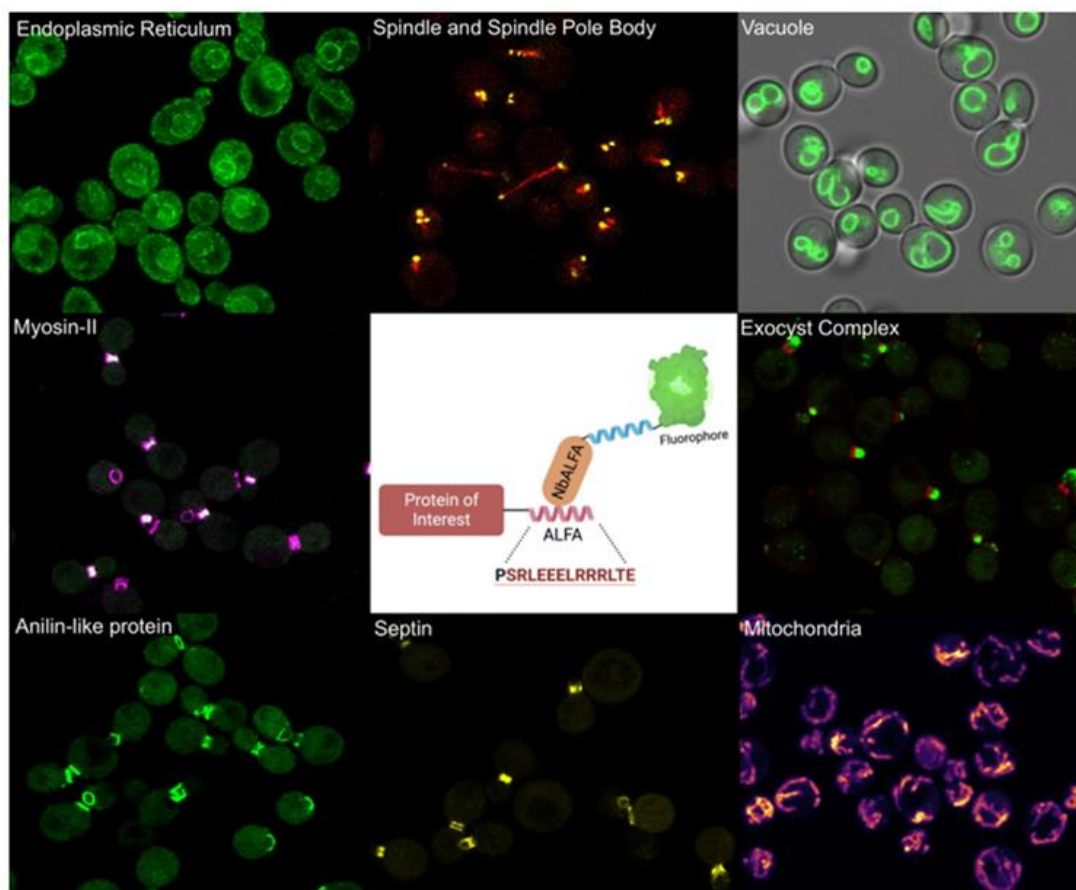 Endoplasmic Reticulum
Spindle and Spindle Pole Body
Vacuole
Myosin-II
Fluorophore
NbALFA
Protein of
Interest
ALFA
PSRLEEELRRRLTE
Exocyst Complex
Anilin-like protein
Septin
Mitochondria